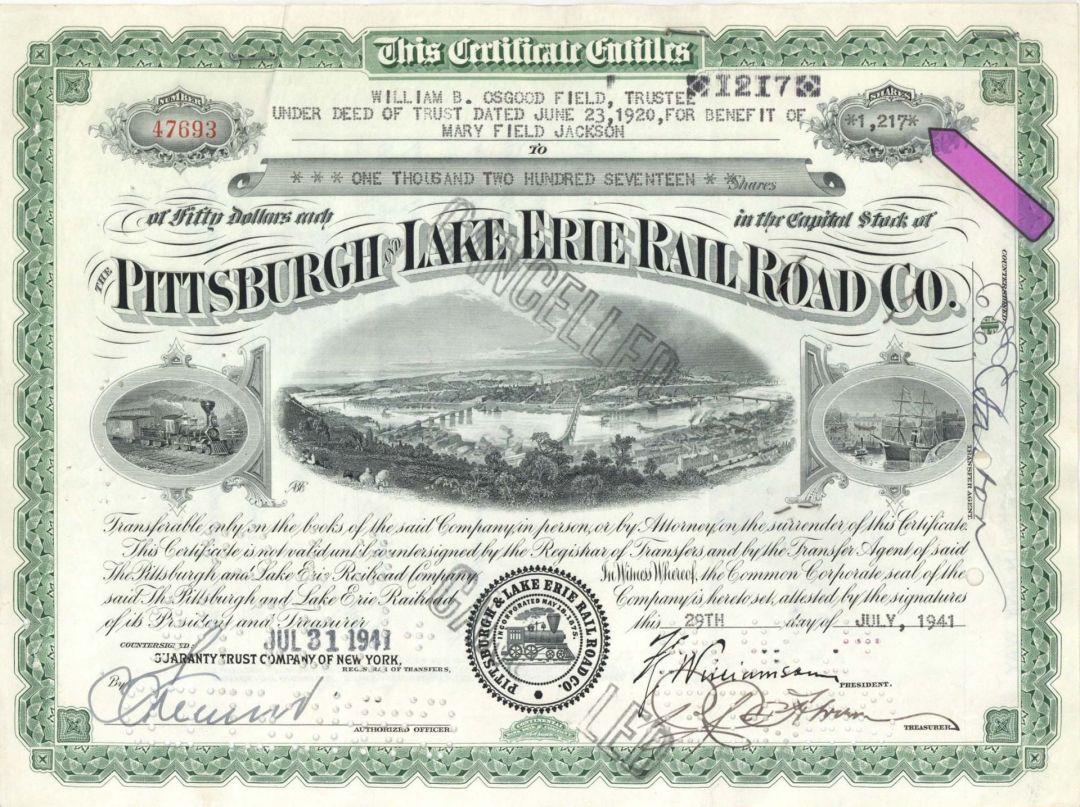 This Certificate Entitles
NUMBER
47693
WILLIAM B. OSGOOD FIELD, TRUSTEE
1217
UNDER DEED OF TRUST DATED JUNE 23,1920,FOR BENEFIT OF
MARY FIELD JACKSON
SHARES
*1,217*
TO
* * * ONE THOUSAND TWO HUNDRED SEVENTEEN * * Shares
of Fifty Dollars each
in the Capital Stock of
THE PITTSBURGH AND LAKE ERIE RAIL ROAD CO.
CANCELLED
COUNTERSIGNED
TRANSFER AGENT.
Transferable only on the books of the said Company, in person, or by Attorney, on the surrender of this Certificate.
This Certificate is not valid until countersigned by the Registrar of Transfers and by the Transfer Agent of said
The Pittsburgh and Lake Erie Railroad Company. In Witness Whereof, the Common Corporate seal of the
said The Pittsburgh and Lake Erie Railroad Company is hereto set, attested by the signatures
of its President and Treasurer this 29TH day of JULY, 1941
PITTSBURGH & LAKE ERIE RAIL ROAD CO.
INCORPORATED MAY 18, 1875.
COUNTERSIGNED:
JUL 31 1941
GUARANTY TRUST COMPANY OF NEW YORK,
REGISTRAR OF TRANSFERS,
By
AUTHORIZED OFFICER.
CANCELLED
Williamson
PRESIDENT.
TREASURER.